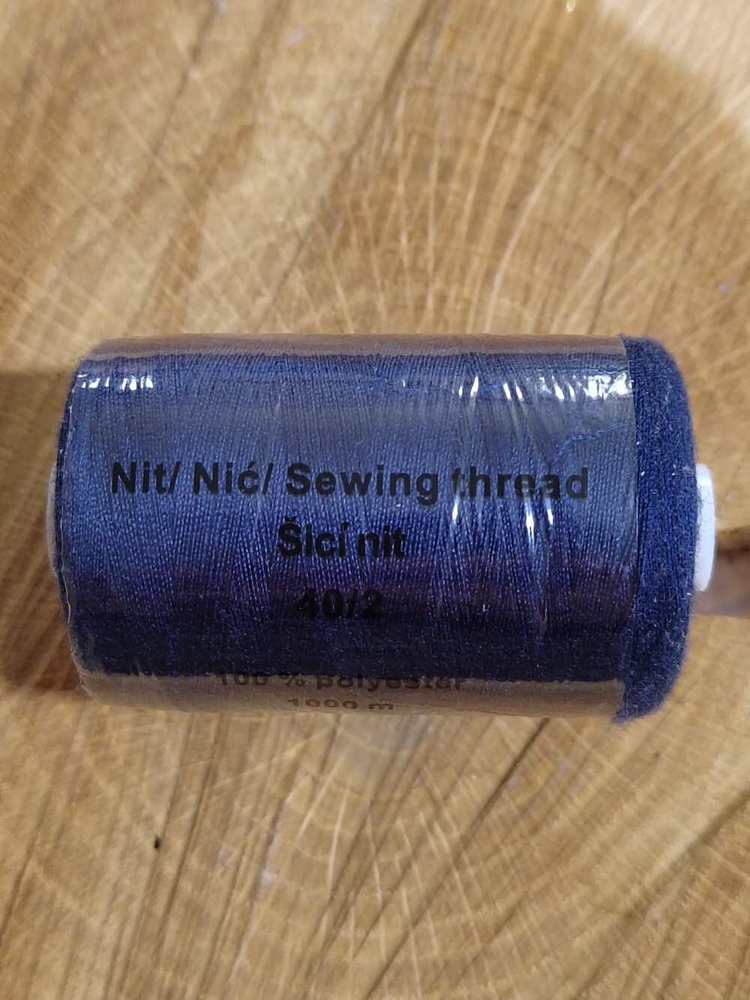 Nit/ Nić/ Sewing thread
Šicí nit
40/2
100 % polyester
1000 m